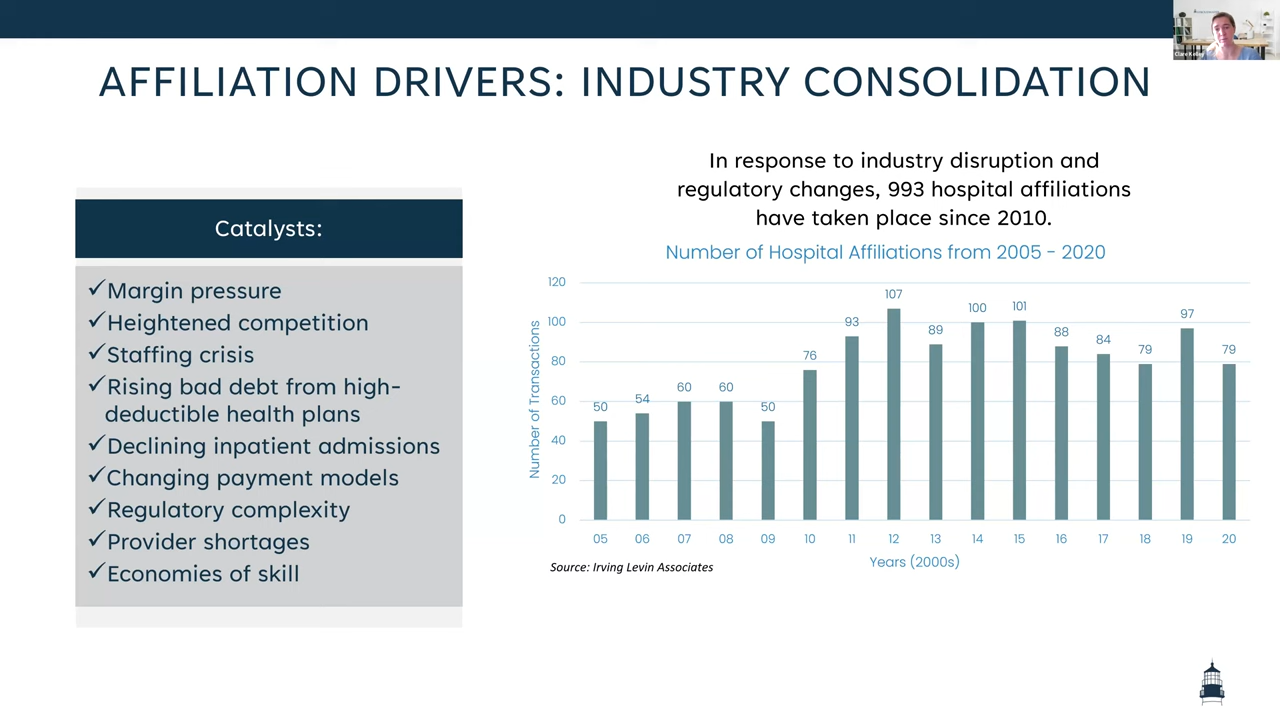 AFFILIATION DRIVERS: INDUSTRY CONSOLIDATION
Catalysts:
✓Margin pressure
✓Heightened competition
✓Staffing crisis
✓Rising bad debt from high-
deductible health plans
✓Declining inpatient admissions
✓Changing payment models
✓Regulatory complexity
✓Provider shortages
✓Economies of skill
In response to industry disruption and
regulatory changes, 993 hospital affiliations
have taken place since 2010.
Number of Hospital Affiliations from 2005 - 2020
Number of Transactions
120
100
80
60
40
20
0
50
54
60
60
50
76
93
107
89
100
101
88
84
79
97
79
05 06 07 08 09 10 11 12 13 14 15 16 17 18 19 20
Years (2000s)
Source: Irving Levin Associates